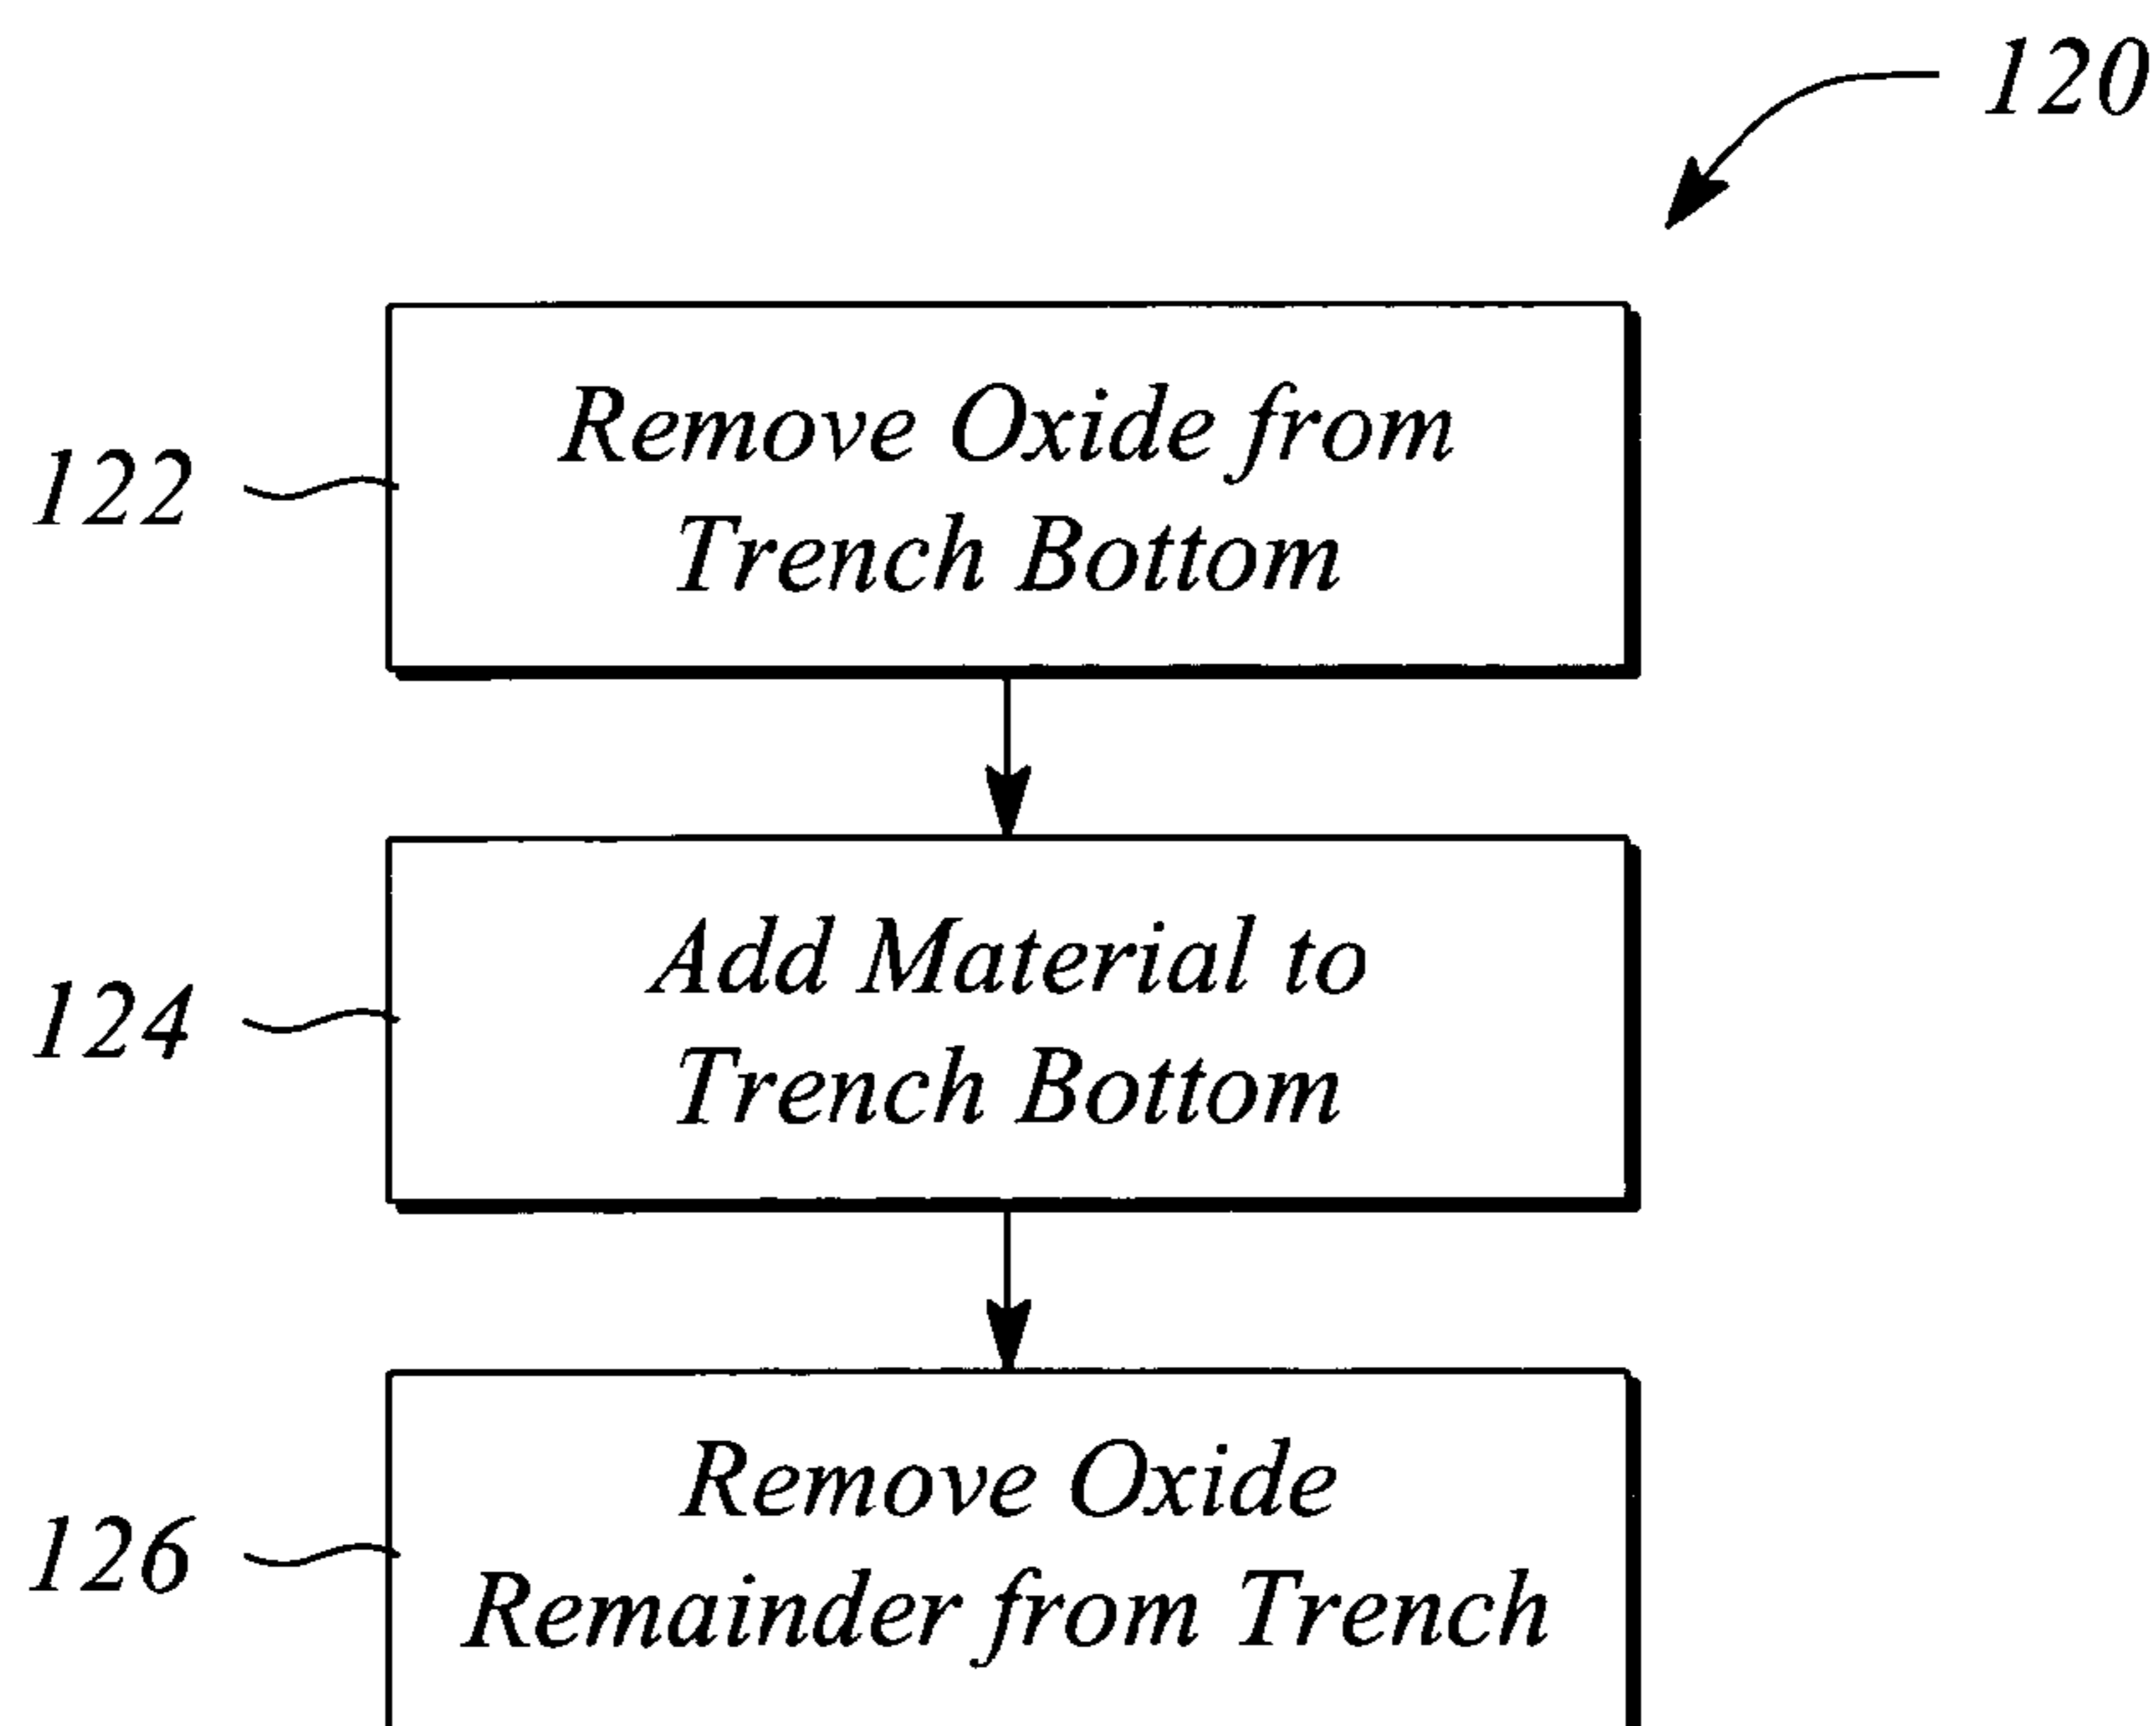 120
Remove Oxide from
Trench Bottom
122
Add Material to
Trench Bottom
124
Remove Oxide
Remainder from Trench
126